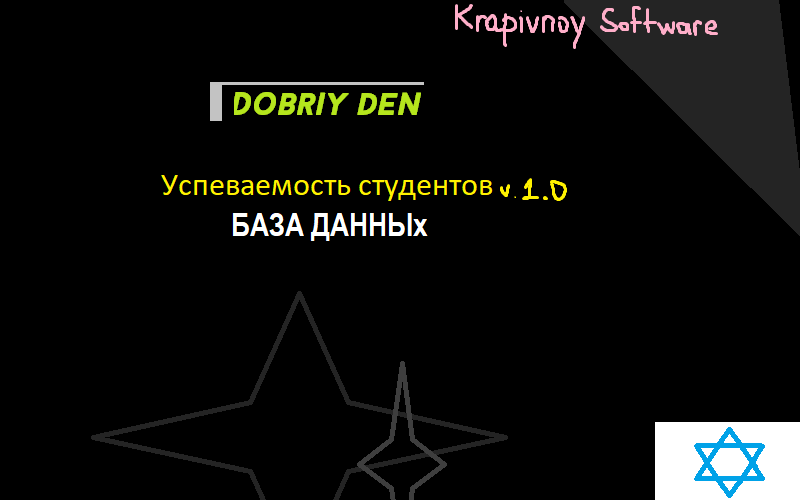 Krapivnoy Software
DOBRIY DEN
Успеваемость студентов v.1.0
БАЗА ДАННЫх